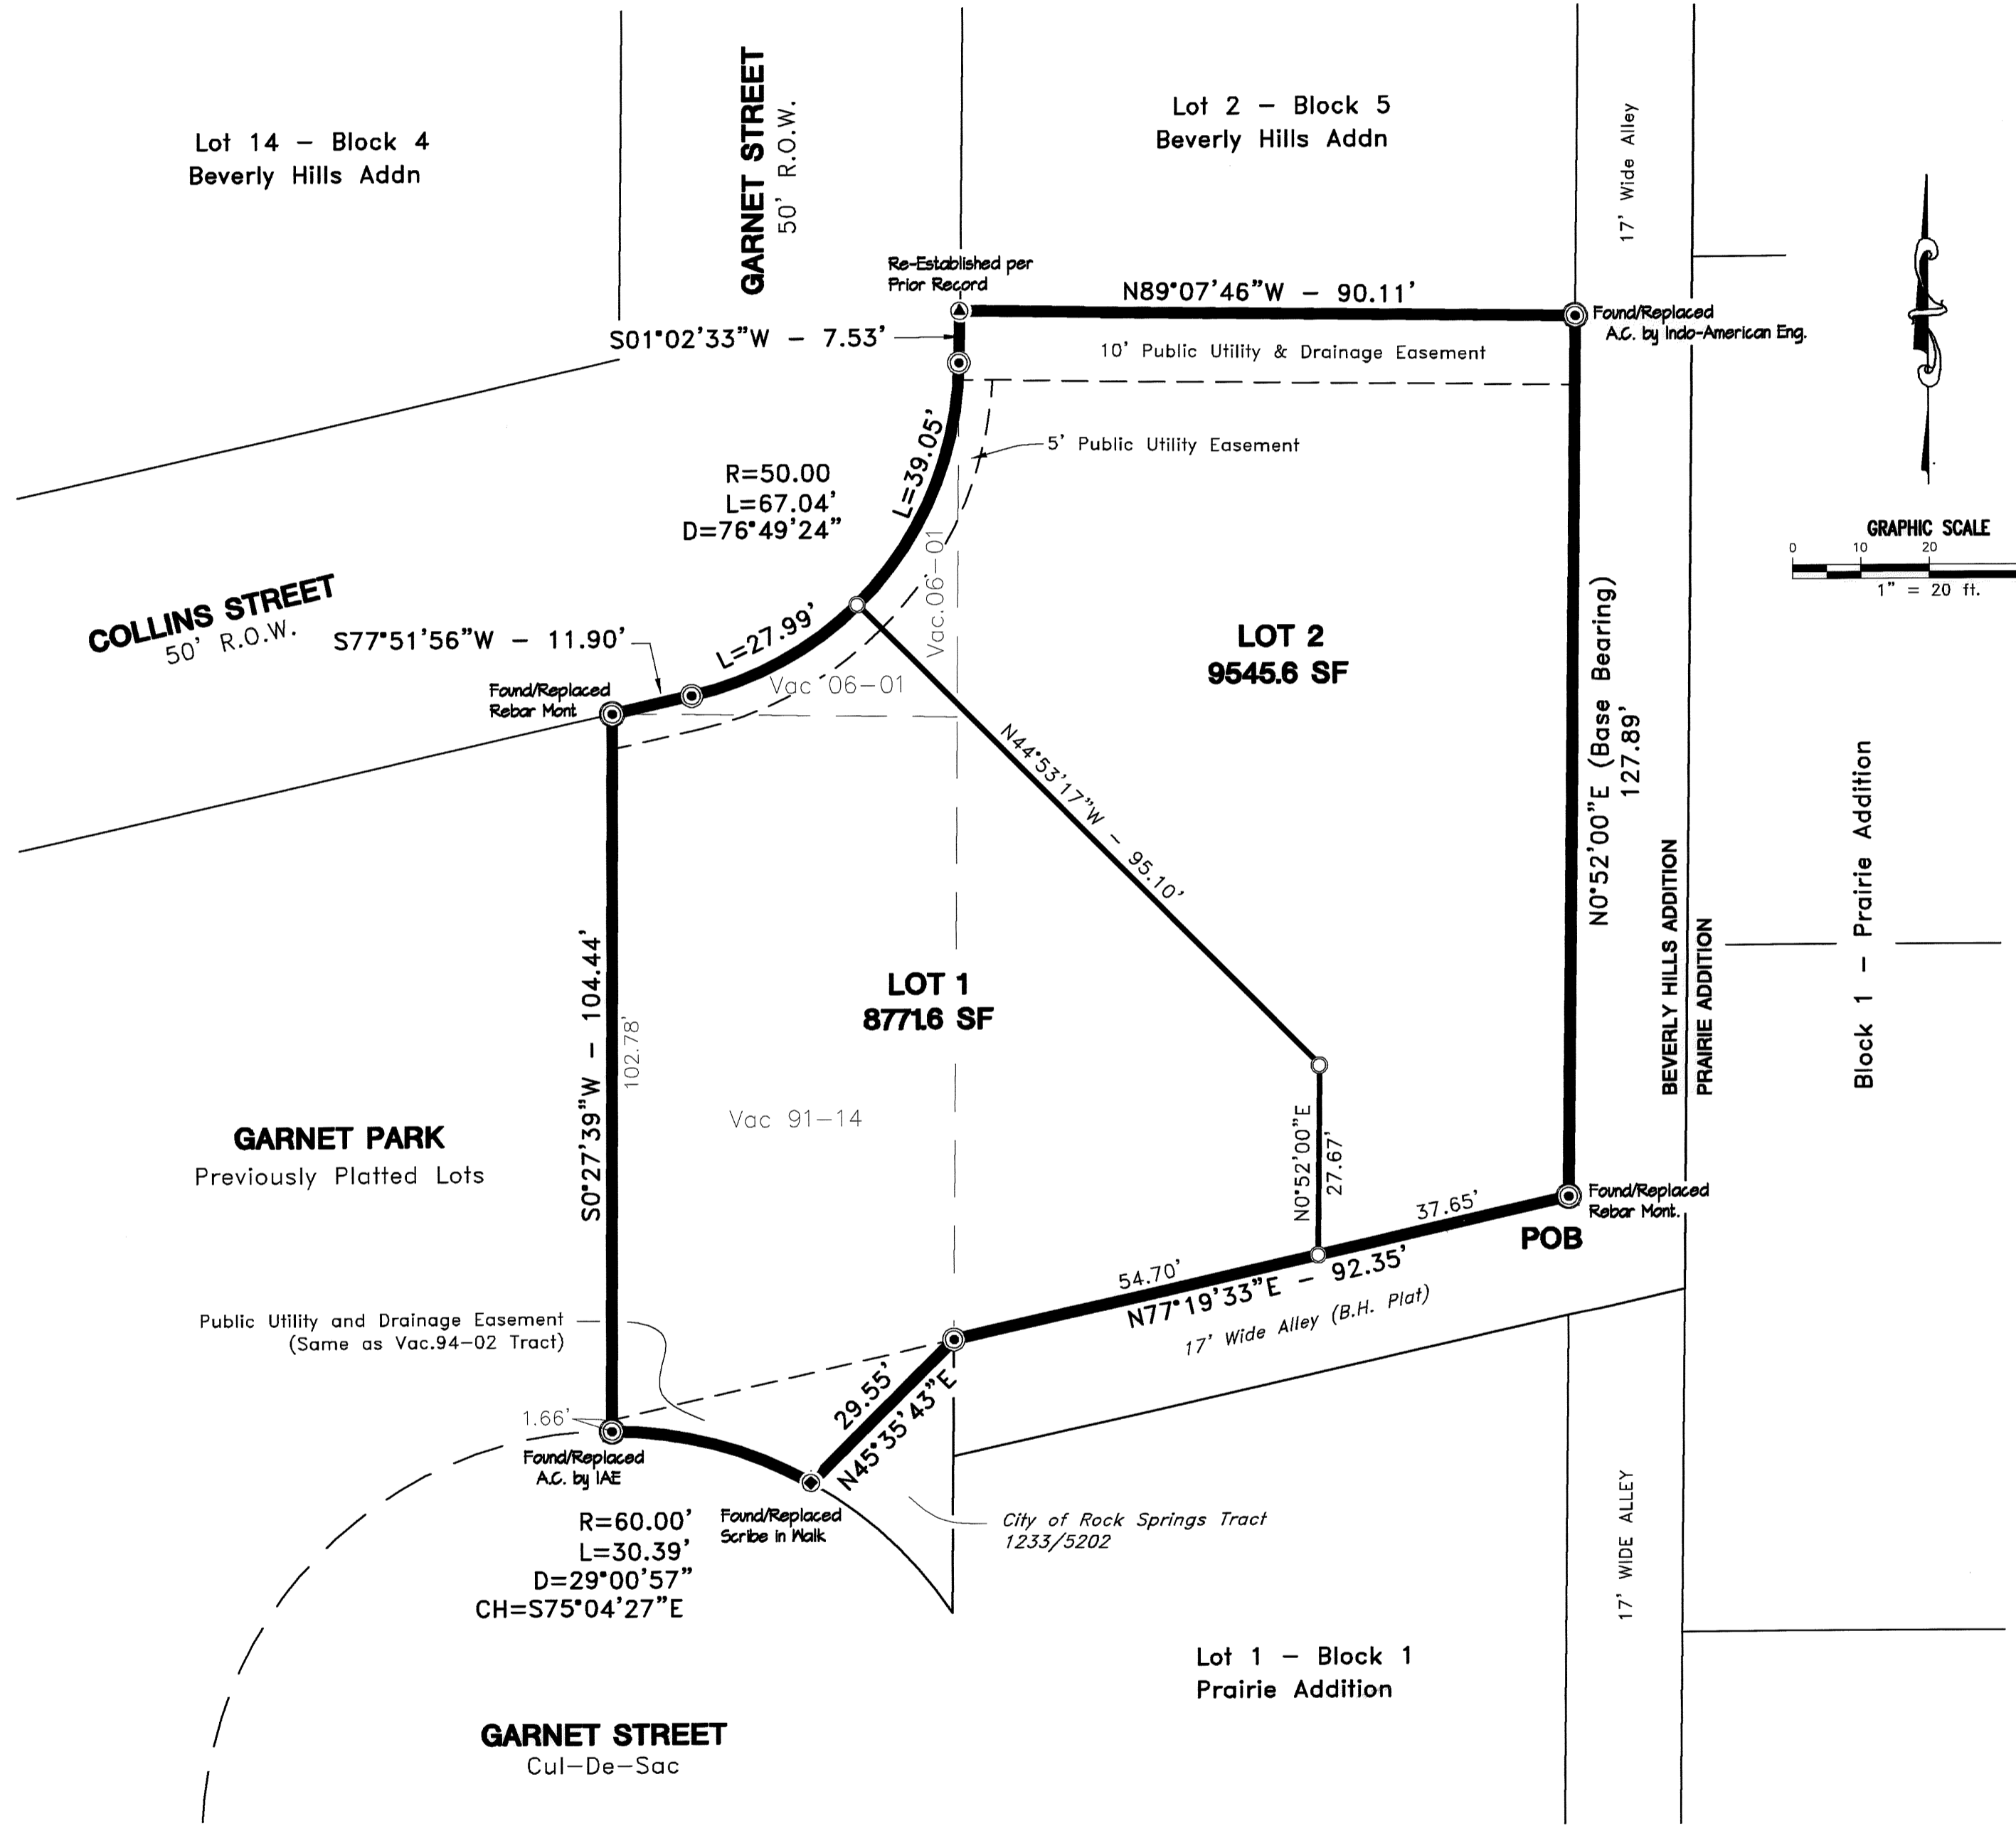 Lot 14 – Block 4
Beverly Hills Addn
GARNET STREET
50' R.O.W.
Lot 2 – Block 5
Beverly Hills Addn
17' Wide Alley
Re-Established per
Prior Record
N89°07'46"W – 90.11'
Found/Replaced
A.C. by Indo-American Eng.
S01°02'33"W – 7.53'
10' Public Utility & Drainage Easement
5' Public Utility Easement
L=39.05'
R=50.00
L=67.04'
D=76°49'24"
GRAPHIC SCALE
0 10 20
1" = 20 ft.
COLLINS STREET
50' R.O.W.
S77°51'56"W – 11.90'
L=27.99'
Vac.06-01
Vac 06-01
Found/Replaced
Rebar Mont
LOT 2
9545.6 SF
N44°53'17"W – 95.10'
N0°52'00"E (Base Bearing)
127.89'
BEVERLY HILLS ADDITION
PRAIRIE ADDITION
Block 1 – Prairie Addition
LOT 1
8771.6 SF
S0°27'39"W – 104.44'
102.78'
Vac 91-14
GARNET PARK
Previously Platted Lots
N0°52'00"E
27.67'
37.65'
Found/Replaced
Rebar Mont.
POB
54.70'
N77°19'33"E – 92.35'
17' Wide Alley (B.H. Plat)
Public Utility and Drainage Easement
(Same as Vac.94-02 Tract)
29.55'
N45°35'43"E
1.66'
Found/Replaced
A.C. by IAE
Found/Replaced
Scribe in Walk
R=60.00'
L=30.39'
D=29°00'57"
CH=S75°04'27"E
City of Rock Springs Tract
1233/5202
17' WIDE ALLEY
Lot 1 – Block 1
Prairie Addition
GARNET STREET
Cul-De-Sac